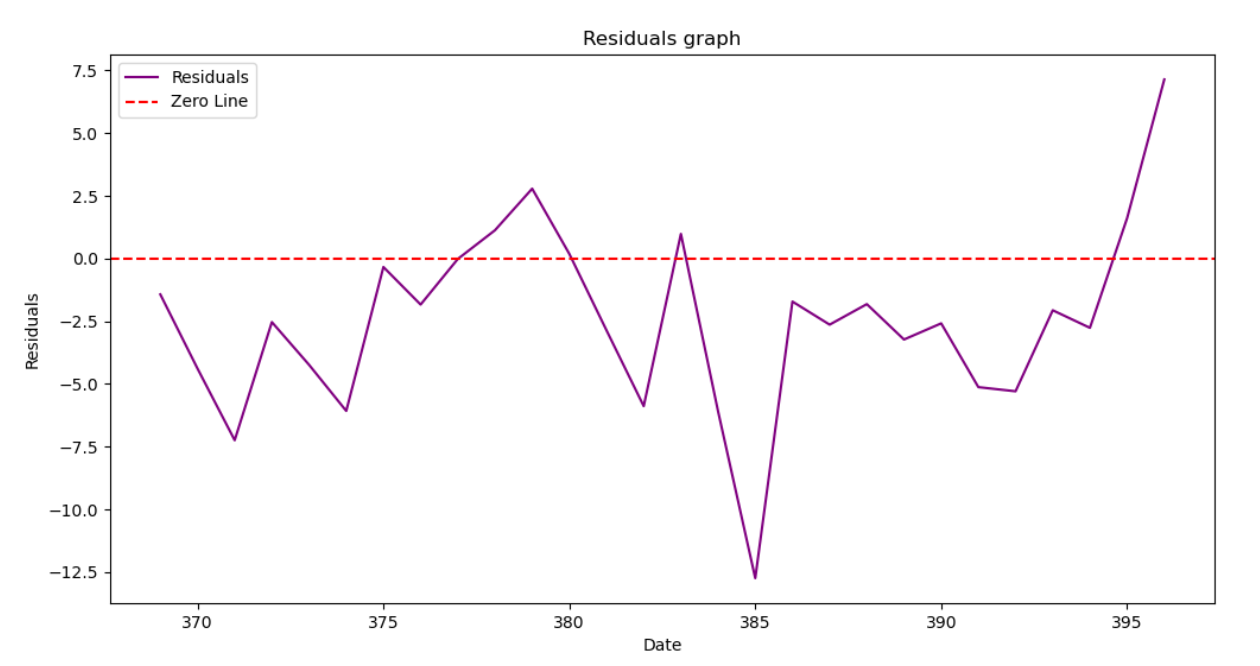 Residuals graph
Residuals
Zero Line
7.5
5.0
2.5
0.0
−2.5
−5.0
−7.5
−10.0
−12.5
Residuals
370 375 380 385 390 395
Date